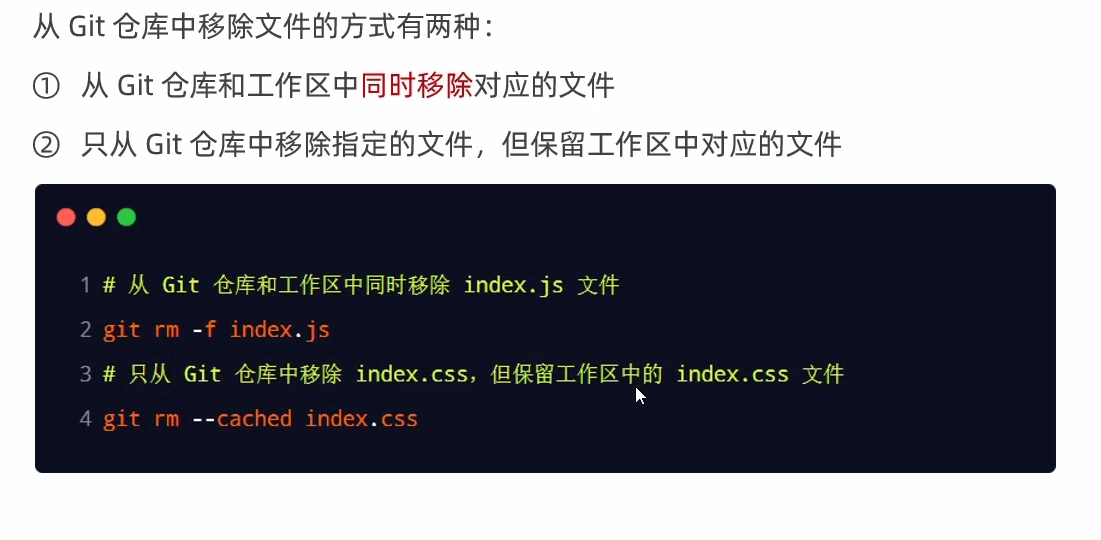 从 Git 仓库中移除文件的方式有两种：
① 从 Git 仓库和工作区中同时移除对应的文件
② 只从 Git 仓库中移除指定的文件，但保留工作区中对应的文件
1 # 从 Git 仓库和工作区中同时移除 index.js 文件
2 git rm -f index.js
3 # 只从 Git 仓库中移除 index.css，但保留工作区中的 index.css 文件
4 git rm --cached index.css